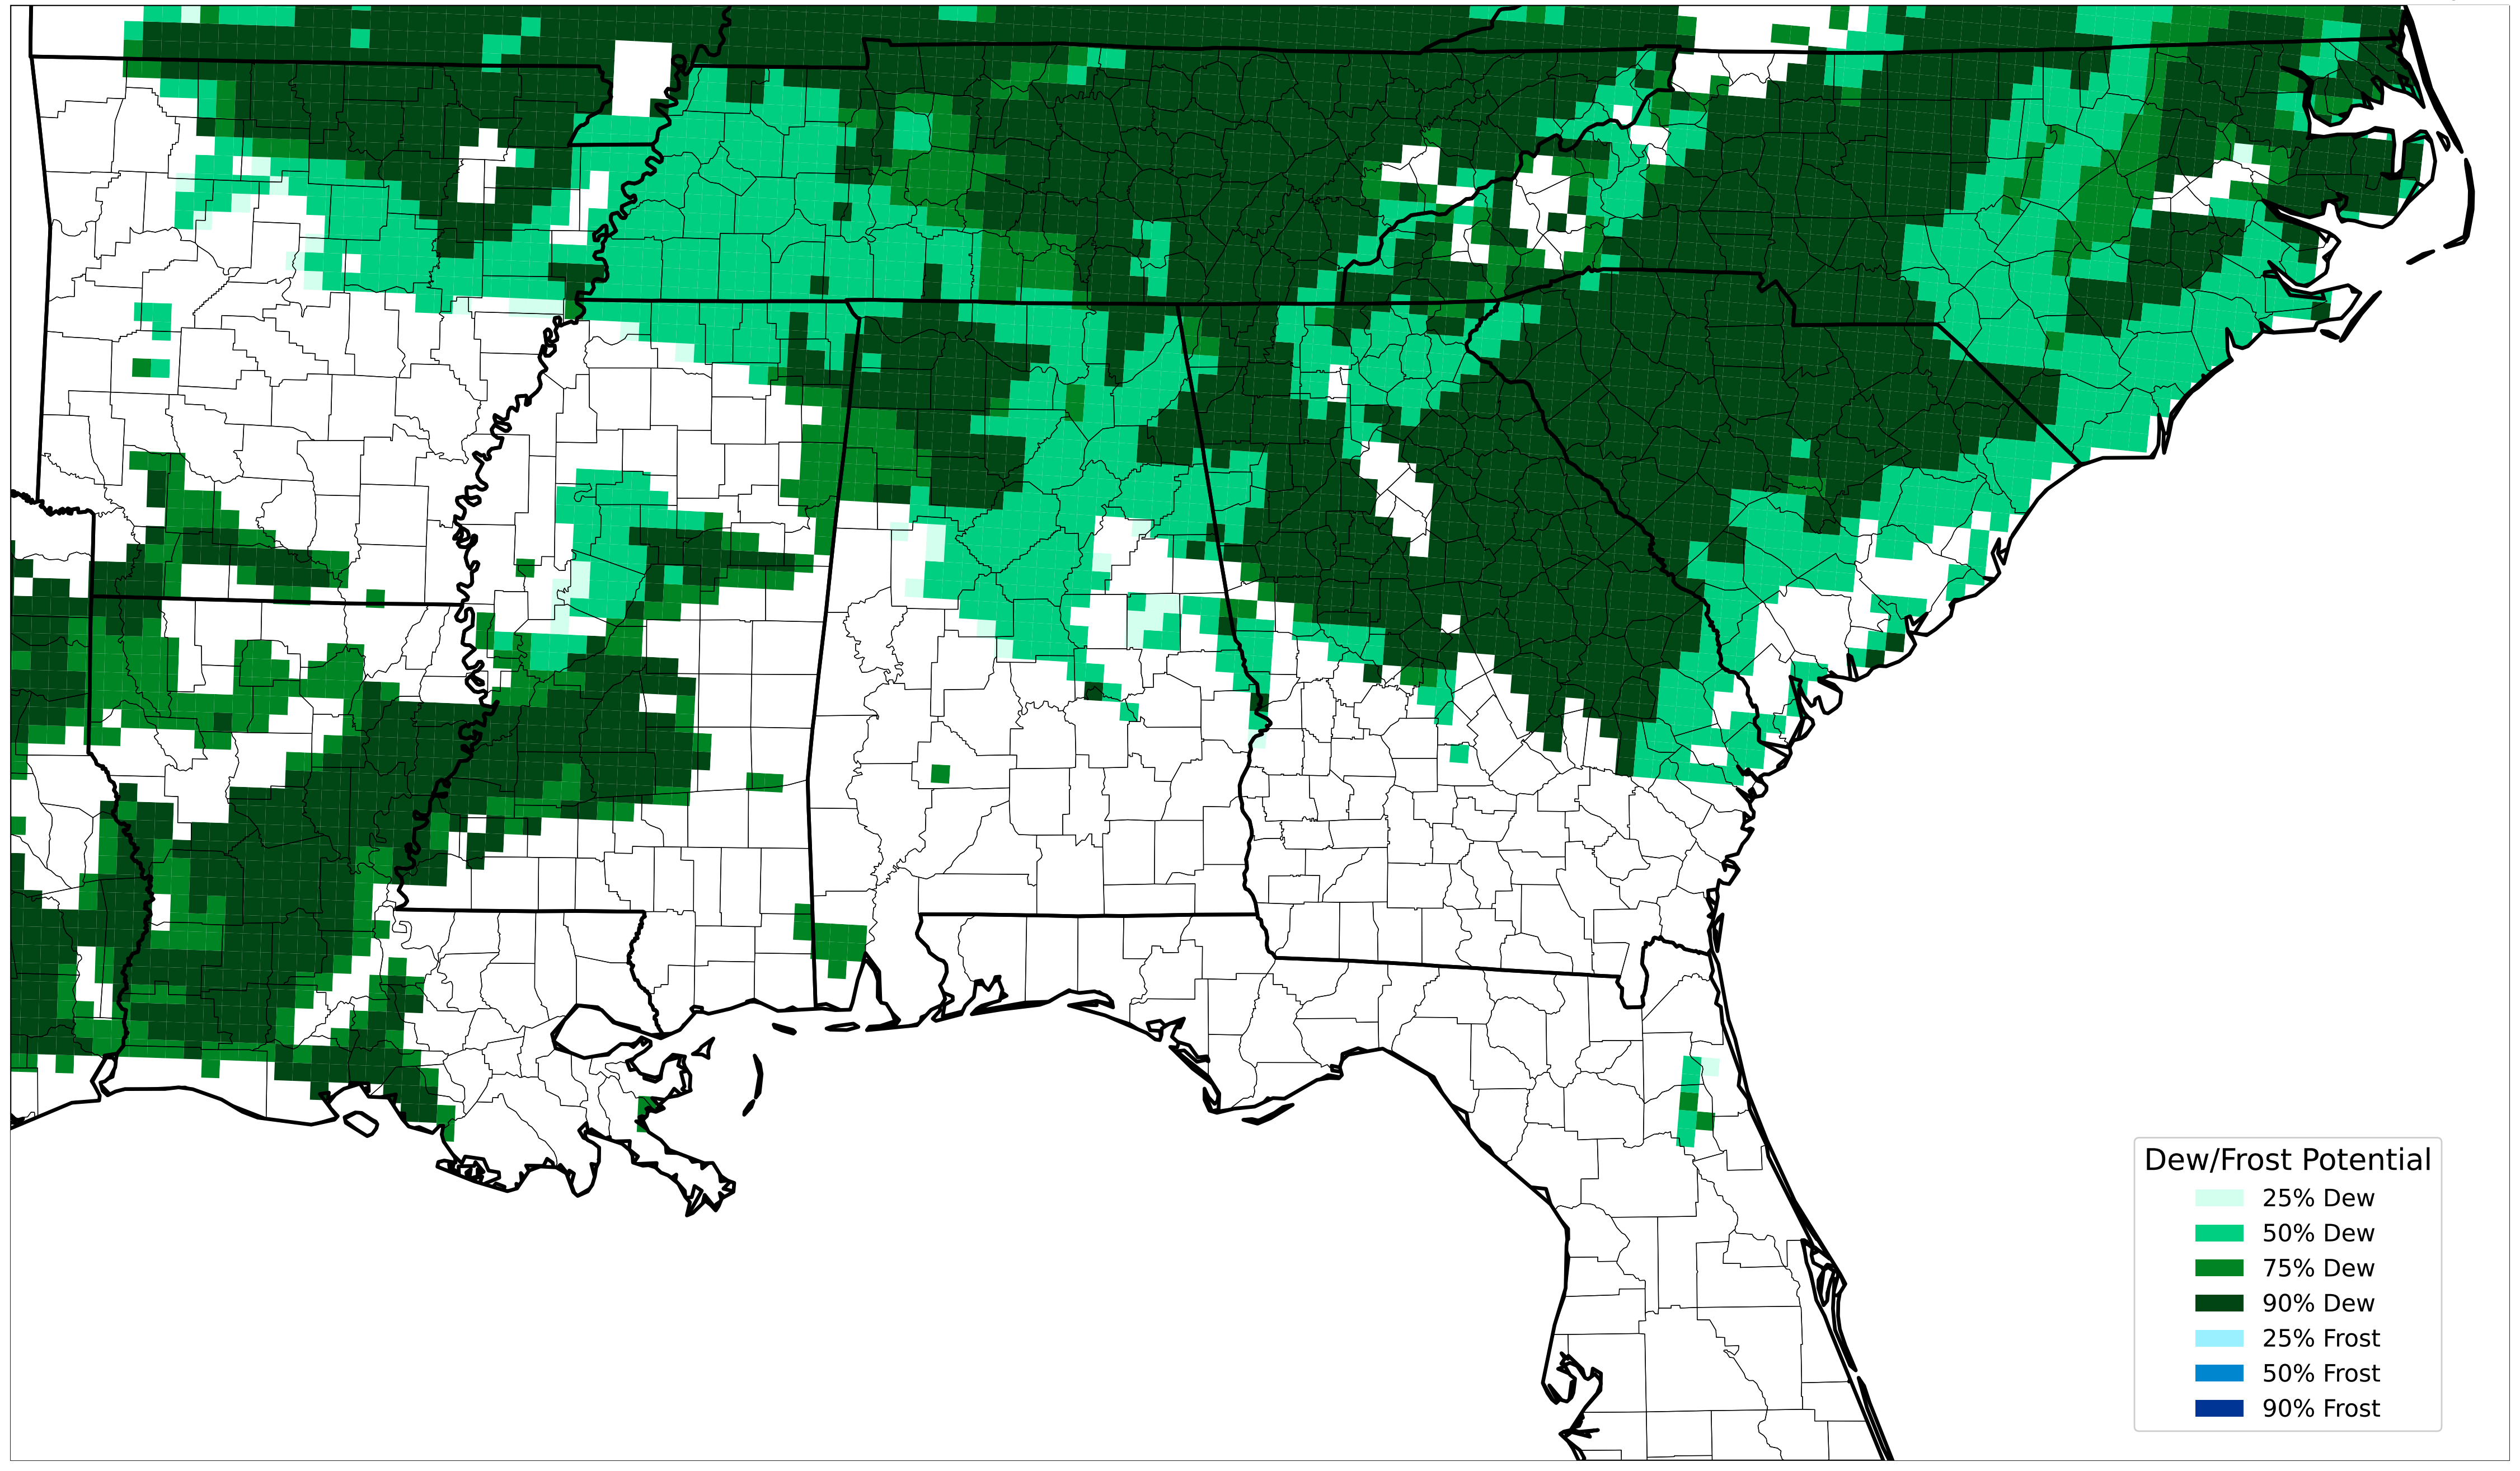 Dew/Frost Potential
25% Dew
50% Dew
75% Dew
90% Dew
25% Frost
50% Frost
90% Frost